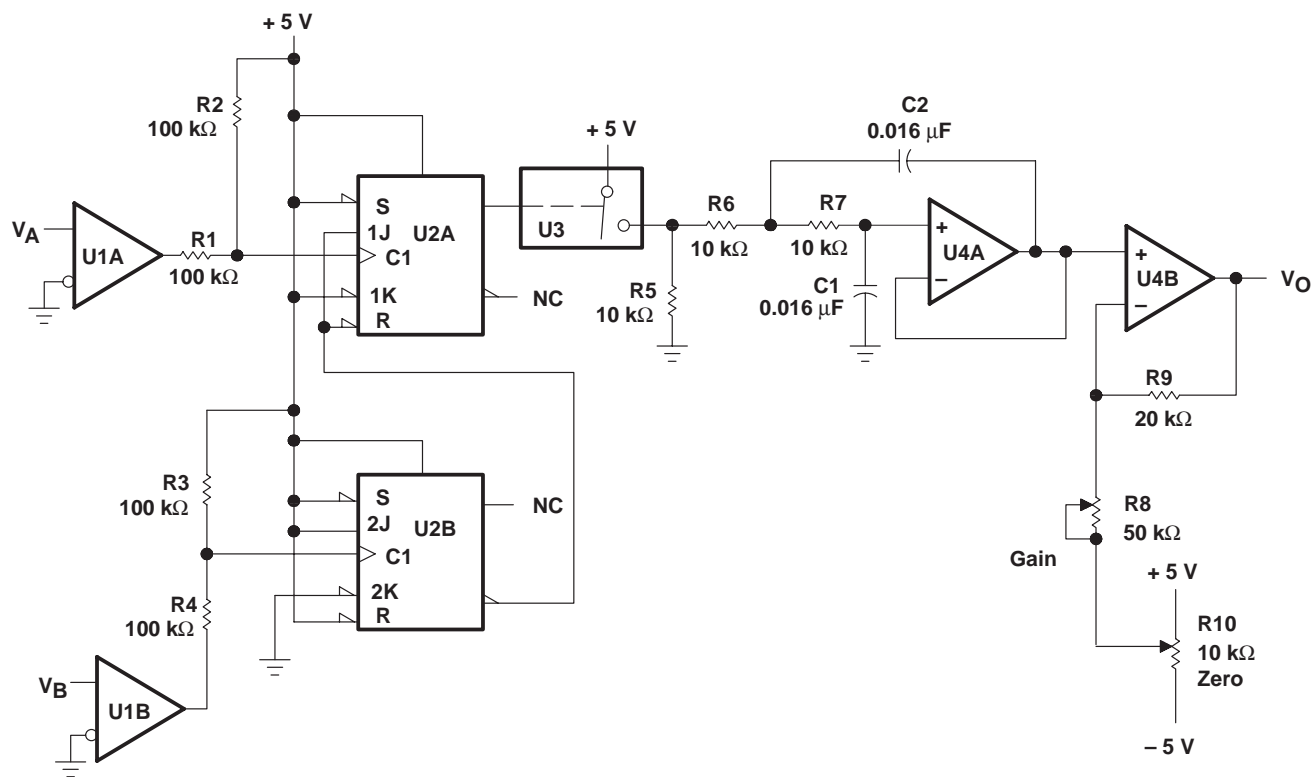 + 5 V
R2
100 kΩ
C2
0.016 μF
+ 5 V
S
1J
U2A
C1
1K
R
U3
R6
10 kΩ
R7
10 kΩ
+
U4A
−
+
U4B
−
VO
VA
U1A
R1
100 kΩ
NC
R5
10 kΩ
C1
0.016 μF
R9
20 kΩ
R3
100 kΩ
S
2J
U2B
C1
2K
R
NC
R8
50 kΩ
Gain
+ 5 V
R4
100 kΩ
R10
10 kΩ
Zero
VB
U1B
– 5 V